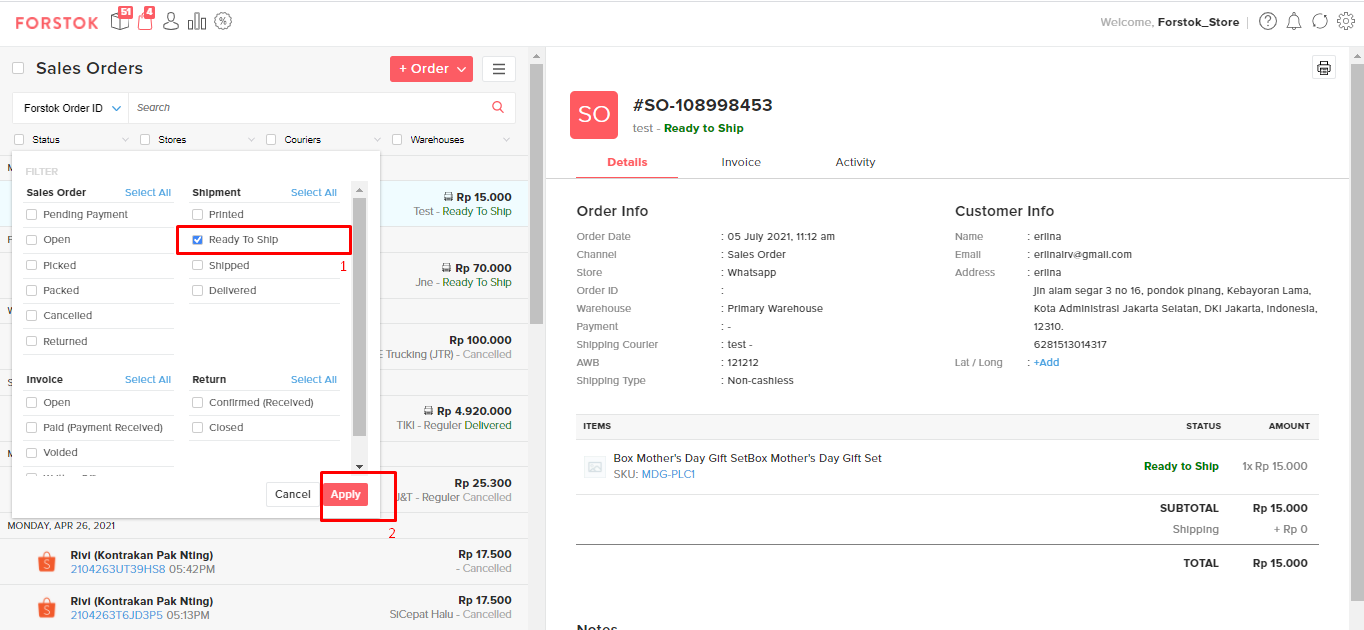 FORSTOK
51
4
Welcome, Forstok_Store
Sales Orders
+ Order
Forstok Order ID
Search
Status
Stores
Couriers
Warehouses
FILTER
Sales Order
Select All
Shipment
Select All
Pending Payment
Printed
Open
Ready To Ship
Picked
Shipped
1
Packed
Delivered
Cancelled
Returned
Invoice
Select All
Return
Select All
Open
Confirmed (Received)
Paid (Payment Received)
Closed
Voided
Cancel
Apply
2
Rp 15.000
Test - Ready To Ship
Rp 70.000
Jne - Ready To Ship
Rp 100.000
E Trucking (JTR) - Cancelled
Rp 4.920.000
TIKI - Reguler Delivered
Rp 25.300
J&T - Reguler Cancelled
MONDAY, APR 26, 2021
Rivi (Kontrakan Pak Nting)
Rp 17.500
2104263UT39HS8 05:42PM
- Cancelled
Rivi (Kontrakan Pak Nting)
Rp 17.500
2104263T6JD3P5 05:13PM
SiCepat Halu - Cancelled
SO
#SO-108998453
test - Ready to Ship
Details
Invoice
Activity
Order Info
Order Date : 05 July 2021, 11:12 am
Channel : Sales Order
Store : Whatsapp
Order ID :
Warehouse : Primary Warehouse
Payment : -
Shipping Courier : test -
AWB : 121212
Shipping Type : Non-cashless
Customer Info
Name : erlina
Email : erlinalrv@gmail.com
Address : erlina
jln alam segar 3 no 16, pondok pinang, Kebayoran Lama,
Kota Administrasi Jakarta Selatan, DKI Jakarta, Indonesia,
12310.
6281513014317
Lat / Long : +Add
ITEMS
STATUS
AMOUNT
Box Mother's Day Gift SetBox Mother's Day Gift Set
SKU: MDG-PLC1
Ready to Ship
1x Rp 15.000
SUBTOTAL
Rp 15.000
Shipping
+ Rp 0
TOTAL
Rp 15.000
Notes